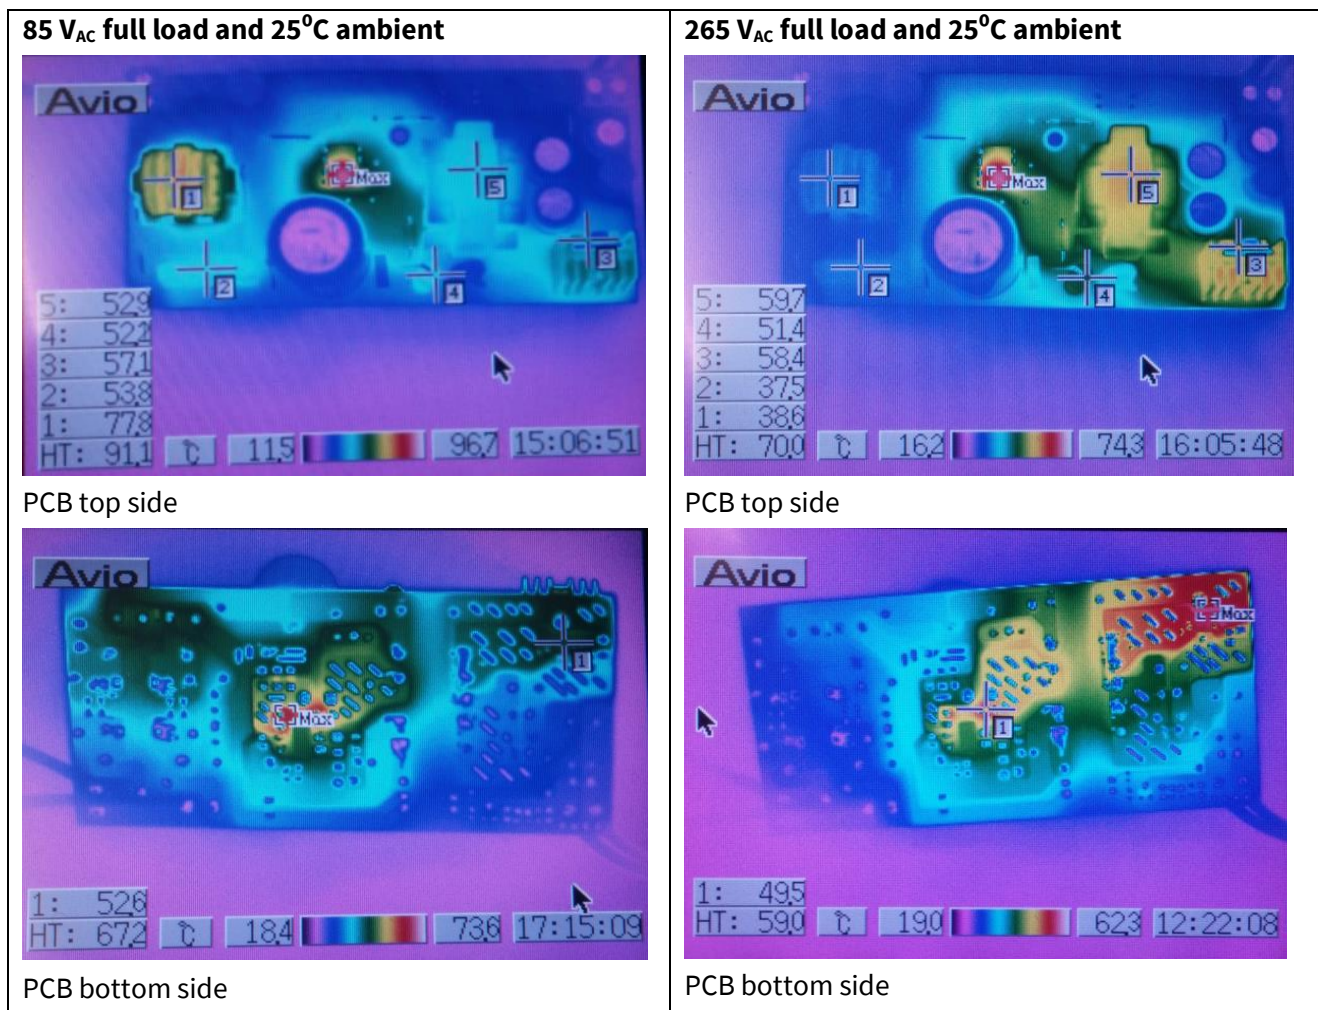 85 VAC full load and 25⁰C ambient
265 VAC full load and 25⁰C ambient
Avio
1
Max
5
3
2
4
5: 52.9
4: 52.2
3: 57.1
2: 53.8
1: 77.8
HT: 91.1 ℃ 11.5 96.7 15:06:51
PCB top side
Avio
1
Max
5
3
2
4
5: 59.7
4: 51.4
3: 58.4
2: 37.5
1: 38.6
HT: 70.0 ℃ 16.2 74.3 16:05:48
PCB top side
Avio
1
Max
1: 52.6
HT: 67.2 ℃ 18.4 73.6 17:15:09
PCB bottom side
Avio
Max
1
1: 49.5
HT: 59.0 ℃ 19.0 62.3 12:22:08
PCB bottom side